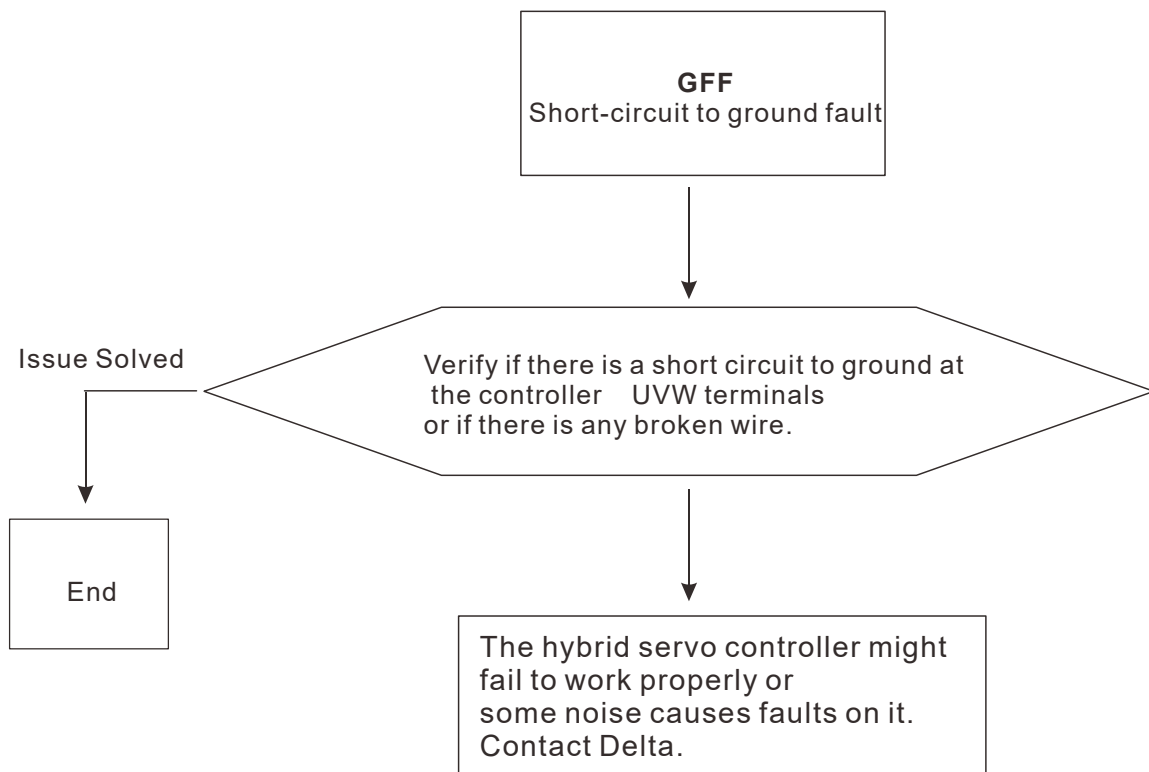 GFF
Short-circuit to ground fault
Issue Solved
Verify if there is a short circuit to ground at
the controller UVW terminals
or if there is any broken wire.
End
The hybrid servo controller might
fail to work properly or
some noise causes faults on it.
Contact Delta.